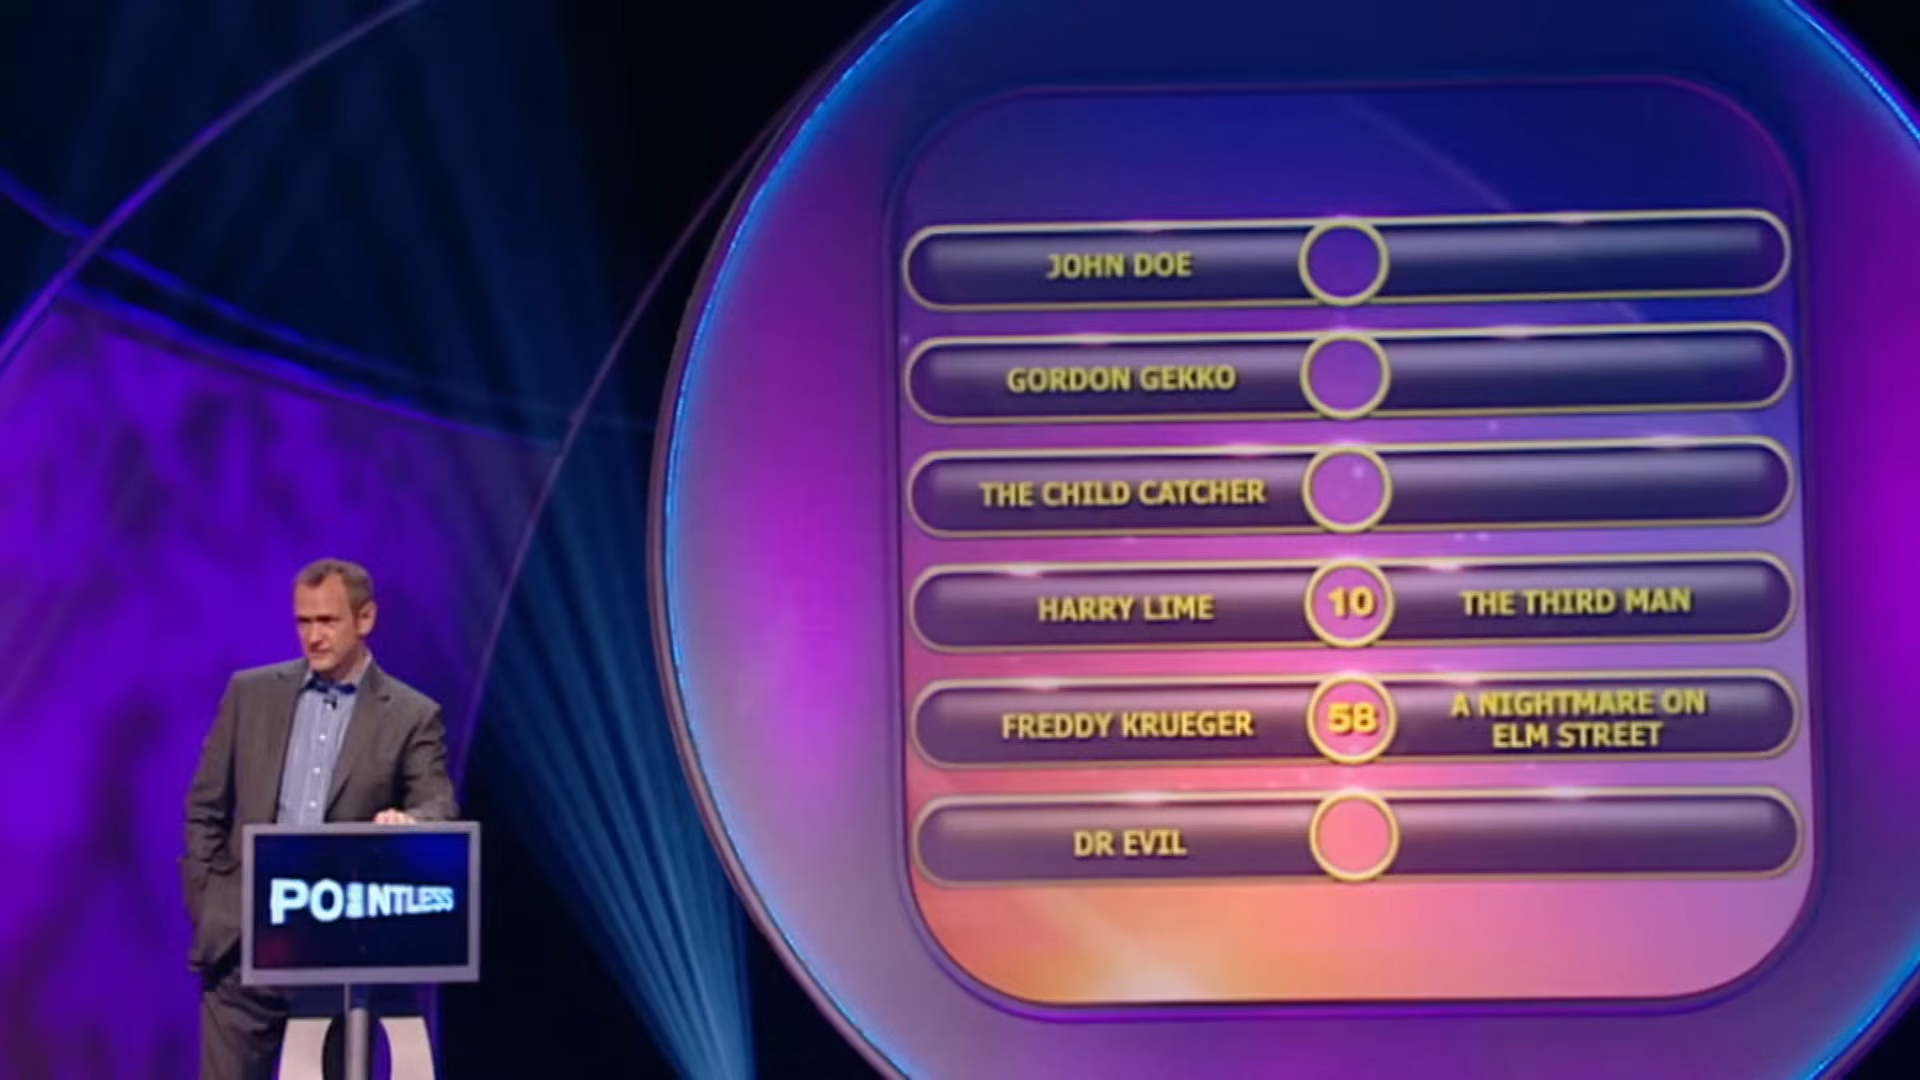 JOHN DOE
GORDON GEKKO
THE CHILD CATCHER
HARRY LIME 10 THE THIRD MAN
FREDDY KRUEGER 58 A NIGHTMARE ON
ELM STREET
DR EVIL
POINTLESS